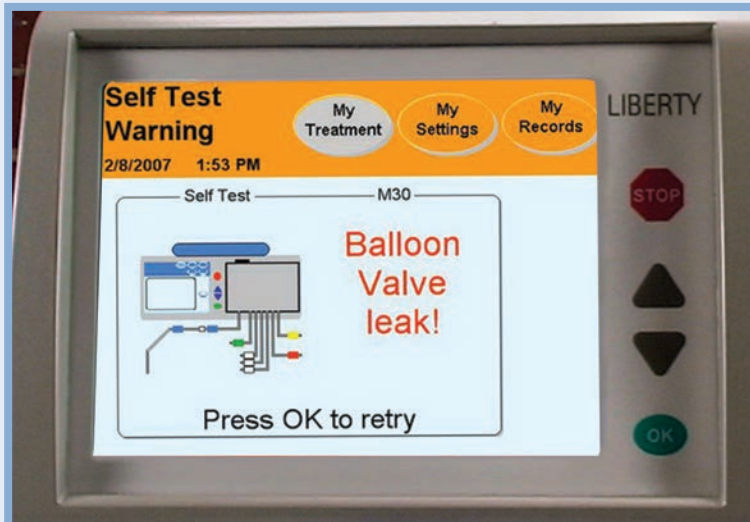 Self Test
Warning
My
Treatment
My
Settings
My
Records
2/8/2007 1:53 PM
LIBERTY
STOP
Self Test
M30
Balloon
Valve
leak!
Press OK to retry
OK